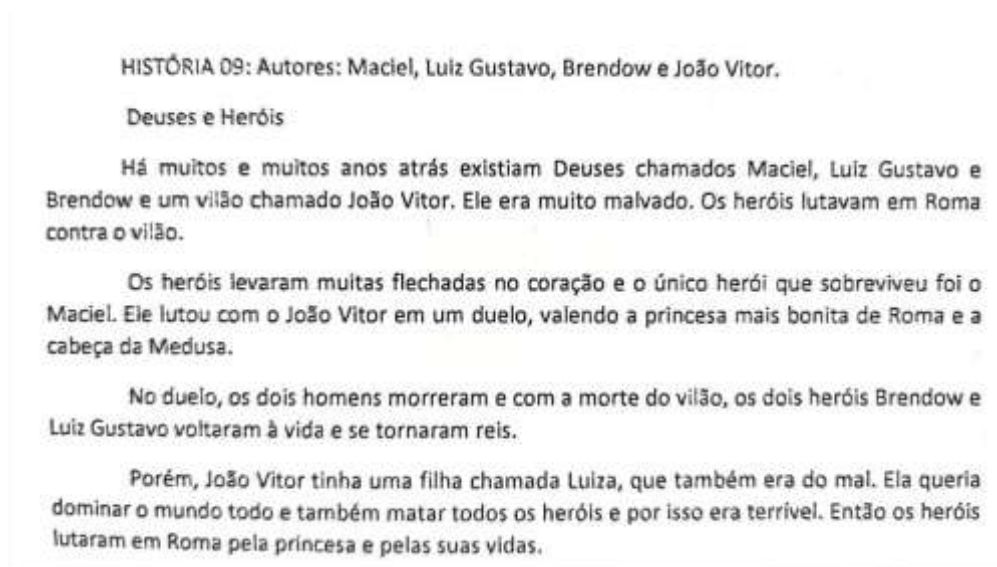 HISTÓRIA 09: Autores: Maciel, Luiz Gustavo, Brendow e João Vitor.
Deuses e Heróis
Há muitos e muitos anos atrás existiam Deuses chamados Maciel, Luiz Gustavo e
Brendow e um vilão chamado João Vitor. Ele era muito malvado. Os heróis lutavam em Roma
contra o vilão.
Os heróis levaram muitas flechadas no coração e o único herói que sobreviveu foi o
Maciel. Ele lutou com o João Vitor em um duelo, valendo a princesa mais bonita de Roma e a
cabeça da Medusa.
No duelo, os dois homens morreram e com a morte do vilão, os dois heróis Brendow e
Luiz Gustavo voltaram à vida e se tornaram reis.
Porém, João Vitor tinha uma filha chamada Luiza, que também era do mal. Ela queria
dominar o mundo todo e também matar todos os heróis e por isso era terrível. Então os heróis
lutaram em Roma pela princesa e pelas suas vidas.